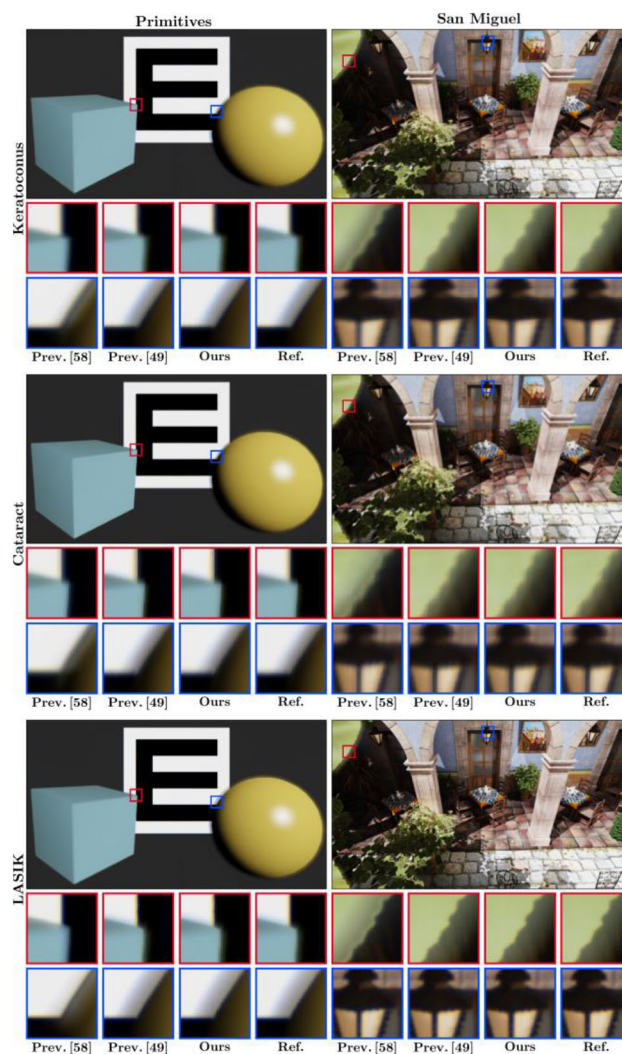 Primitives San Miguel
Keratoconus
E
Prev. [58] Prev. [49] Ours Ref. Prev. [58] Prev. [49] Ours Ref.
Cataract
E
Prev. [58] Prev. [49] Ours Ref. Prev. [58] Prev. [49] Ours Ref.
LASIK
E
Prev. [58] Prev. [49] Ours Ref. Prev. [58] Prev. [49] Ours Ref.